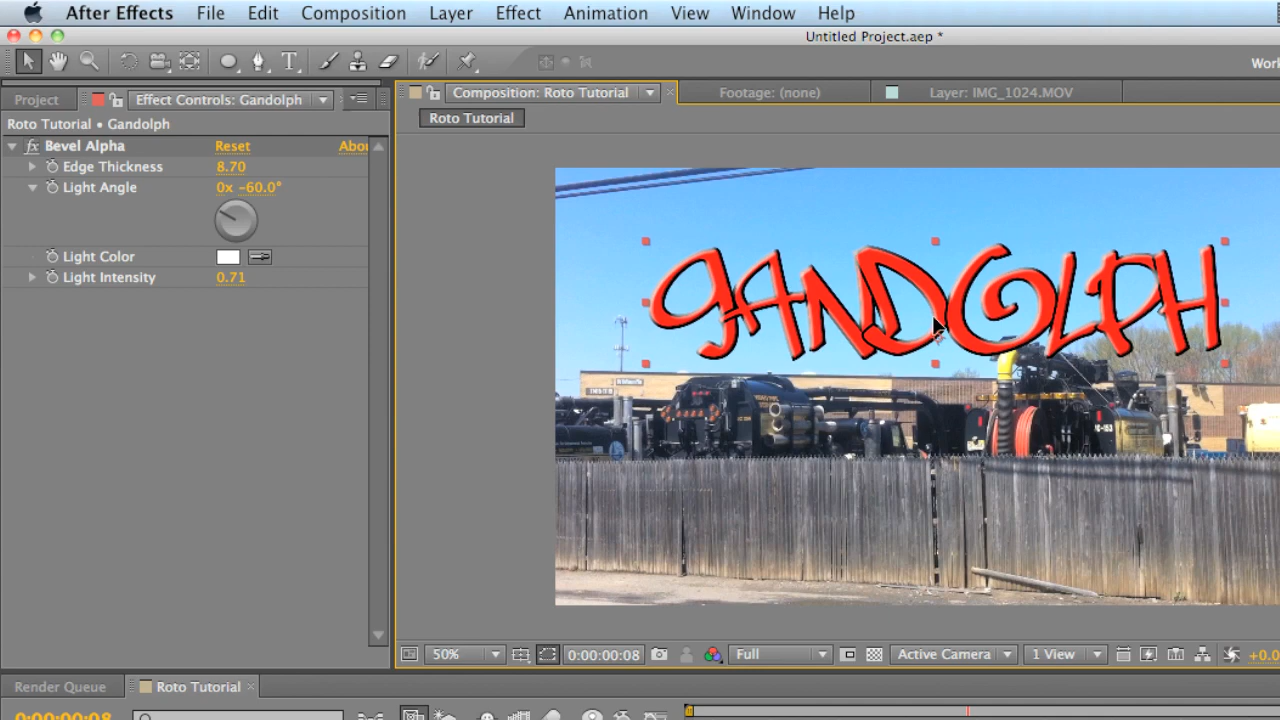 After Effects File Edit Composition Layer Effect Animation View Window Help
Untitled Project.aep *
Project Effect Controls: Gandolph Composition: Roto Tutorial × Footage: (none) Layer: IMG_1024.MOV
Roto Tutorial • Gandolph
Roto Tutorial
fx Bevel Alpha Reset
Edge Thickness 8.70
Light Angle 0x -60.0°
Light Color
Light Intensity 0.71
GANDOLPH
50% 0:00:00:08 Full Active Camera 1 View +0.0
Render Queue Roto Tutorial ×
0:00:00:08